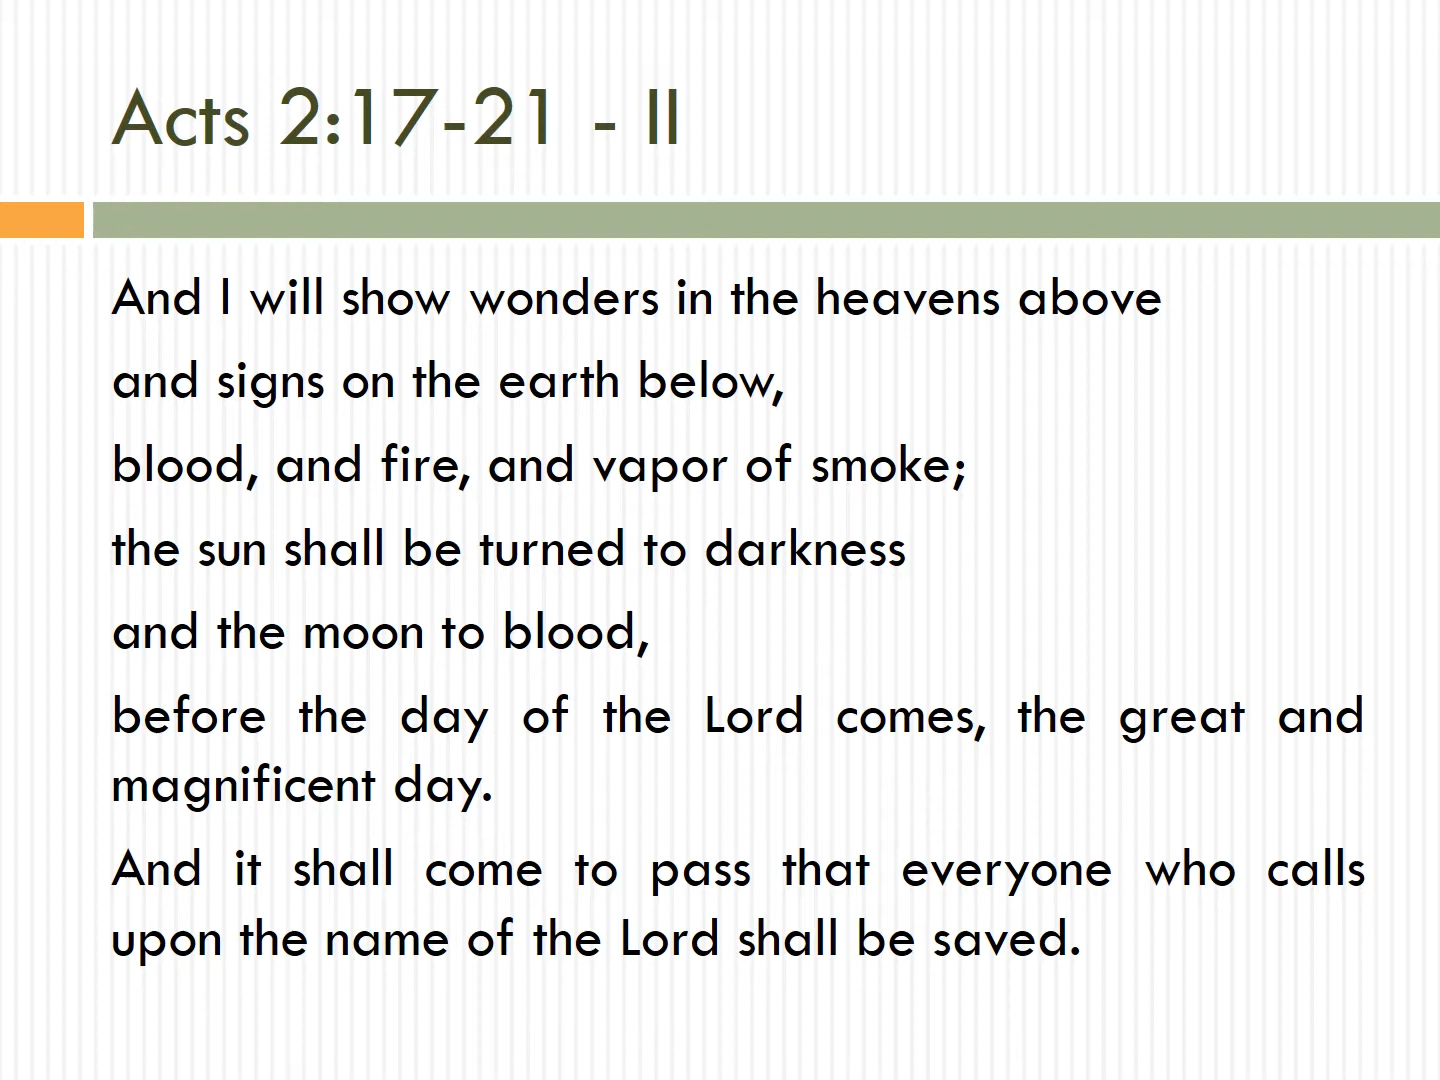 Acts 2:17-21 - II
And I will show wonders in the heavens above
and signs on the earth below,
blood, and fire, and vapor of smoke;
the sun shall be turned to darkness
and the moon to blood,
before the day of the Lord comes, the great and
magnificent day.
And it shall come to pass that everyone who calls
upon the name of the Lord shall be saved.